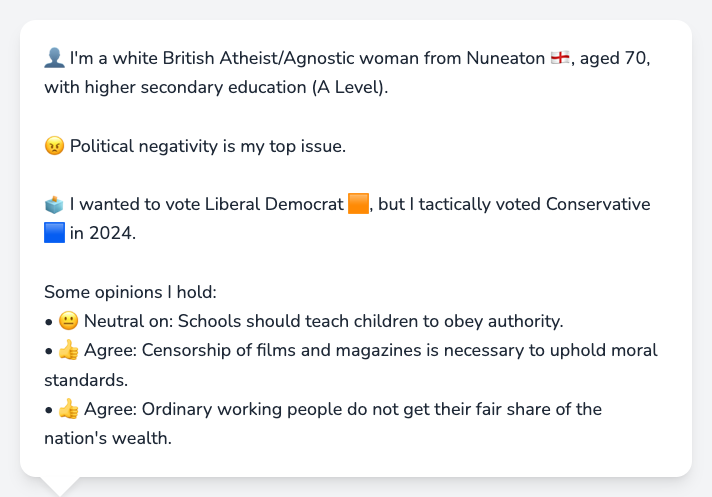 👤 I'm a white British Atheist/Agnostic woman from Nuneaton 🏴󠁧󠁢󠁥󠁮󠁧󠁿, aged 70,
with higher secondary education (A Level).
😠 Political negativity is my top issue.
🗳️ I wanted to vote Liberal Democrat 🟧, but I tactically voted Conservative
🟦 in 2024.
Some opinions I hold:
• 😐 Neutral on: Schools should teach children to obey authority.
• 👍 Agree: Censorship of films and magazines is necessary to uphold moral
standards.
• 👍 Agree: Ordinary working people do not get their fair share of the
nation's wealth.